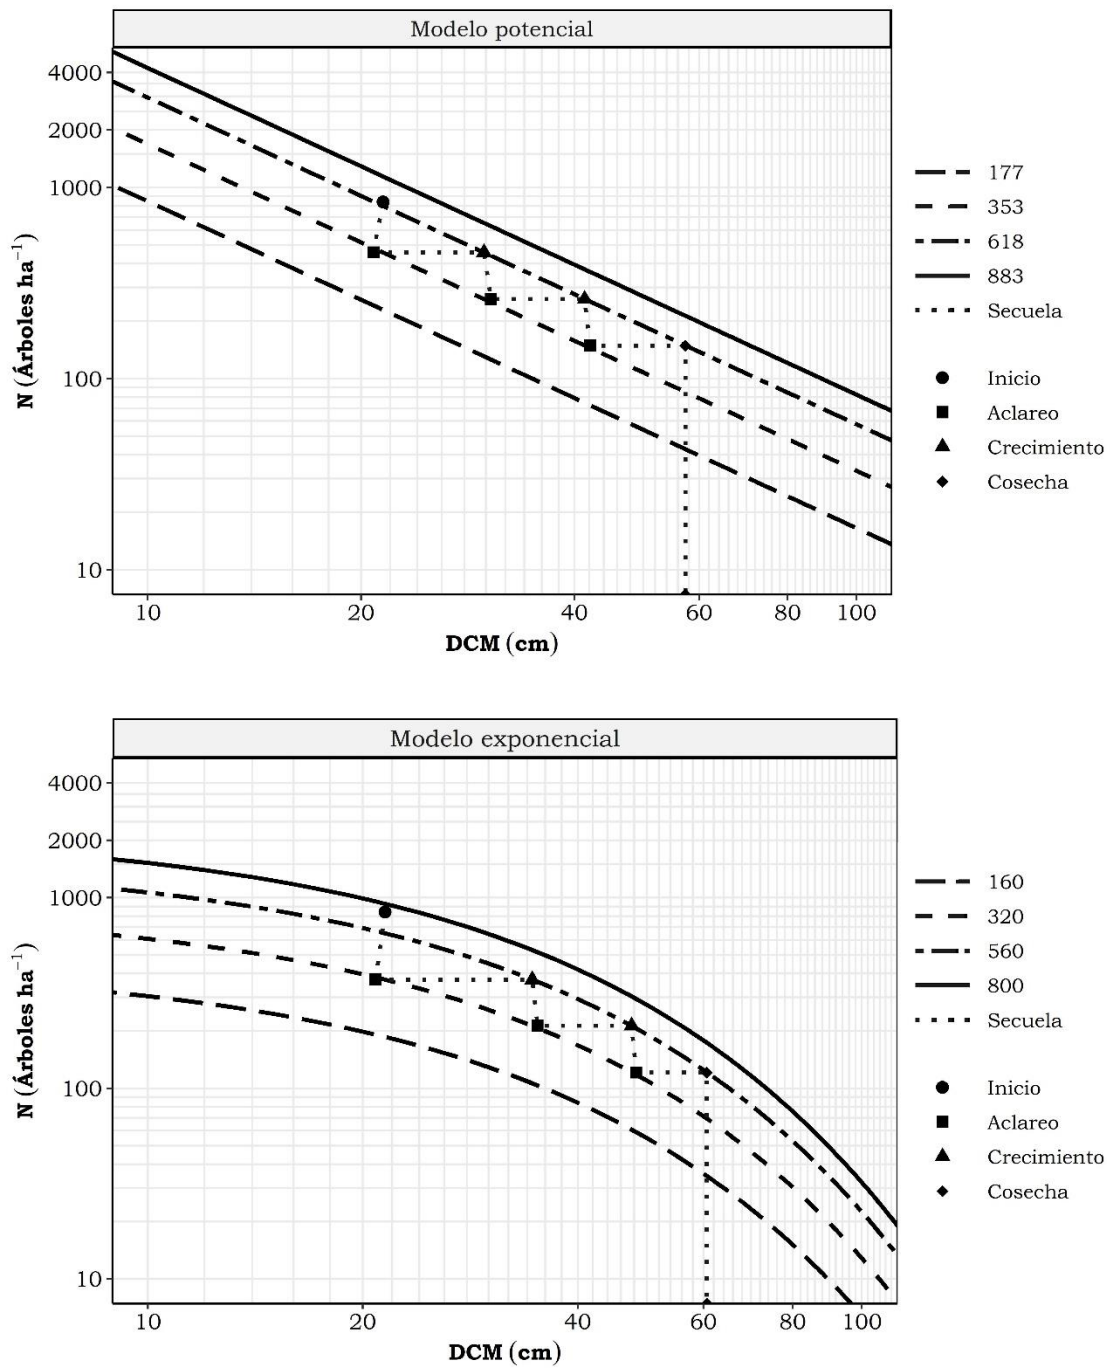 Modelo potencial
4000
2000
1000
100
10
N (Árboles ha⁻¹)
10 20 40 60 80 100
DCM (cm)
177
353
618
883
Secuela
Inicio
Aclareo
Crecimiento
Cosecha
Modelo exponencial
4000
2000
1000
100
10
N (Árboles ha⁻¹)
10 20 40 60 80 100
DCM (cm)
160
320
560
800
Secuela
Inicio
Aclareo
Crecimiento
Cosecha